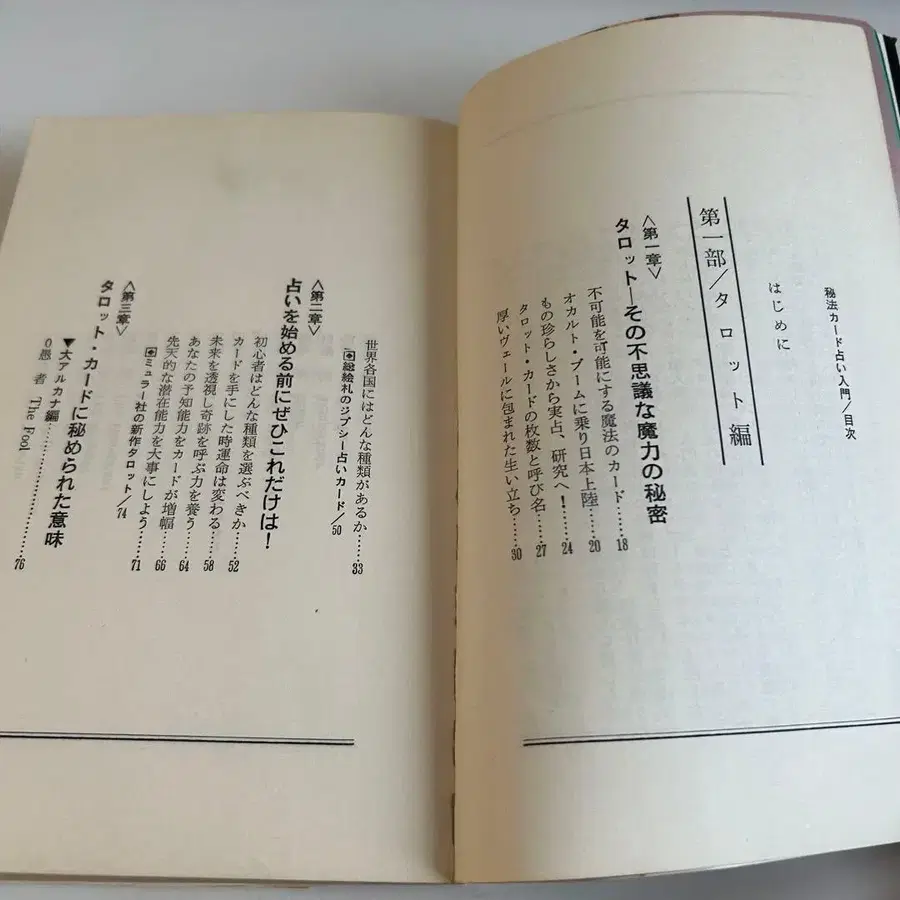 秘法カード占い入門/目次
はじめに
第一部/タロット編
〈第一章〉
タロット—その不思議な魔力の秘密
不可能を可能にする魔法のカード……18
オカルト・ブームに乗り日本上陸……20
もの珍らしさから実占、研究へ!……24
タロット・カードの枚数と呼び名……27
厚いヴェールに包まれた生い立ち……30
世界各国にはどんな種類があるか……33
総絵札のジプシー占いカード/50
〈第二章〉
占いを始める前にぜひこれだけは!
初心者はどんな種類を選ぶべきか……52
カードを手にした時運命は変わる……58
未来を透視し奇跡を呼ぶ力を養う……64
あなたの予知能力をカードが増幅……66
先天的な潜在能力を大事にしよう……71
ミュラー社の新作タロット/74
〈第三章〉
タロット・カードに秘められた意味
▼大アルカナ編
0愚者 The Fool……76